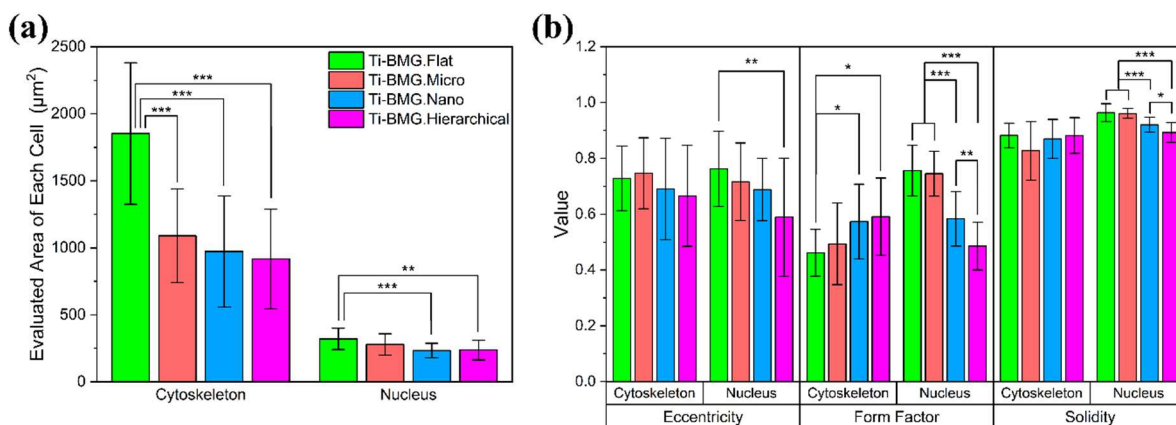 (a)
2500
2000
1500
1000
500
0
Evaluated Area of Each Cell (μm²)
Ti-BMG.Flat
Ti-BMG.Micro
Ti-BMG.Nano
Ti-BMG.Hierarchical
***
***
***
**
***
Cytoskeleton
Nucleus
(b)
1.2
1.0
0.8
0.6
0.4
0.2
0.0
Value
**
*
*
***
***
**
***
***
*
Cytoskeleton Nucleus Cytoskeleton Nucleus Cytoskeleton Nucleus
Eccentricity Form Factor Solidity